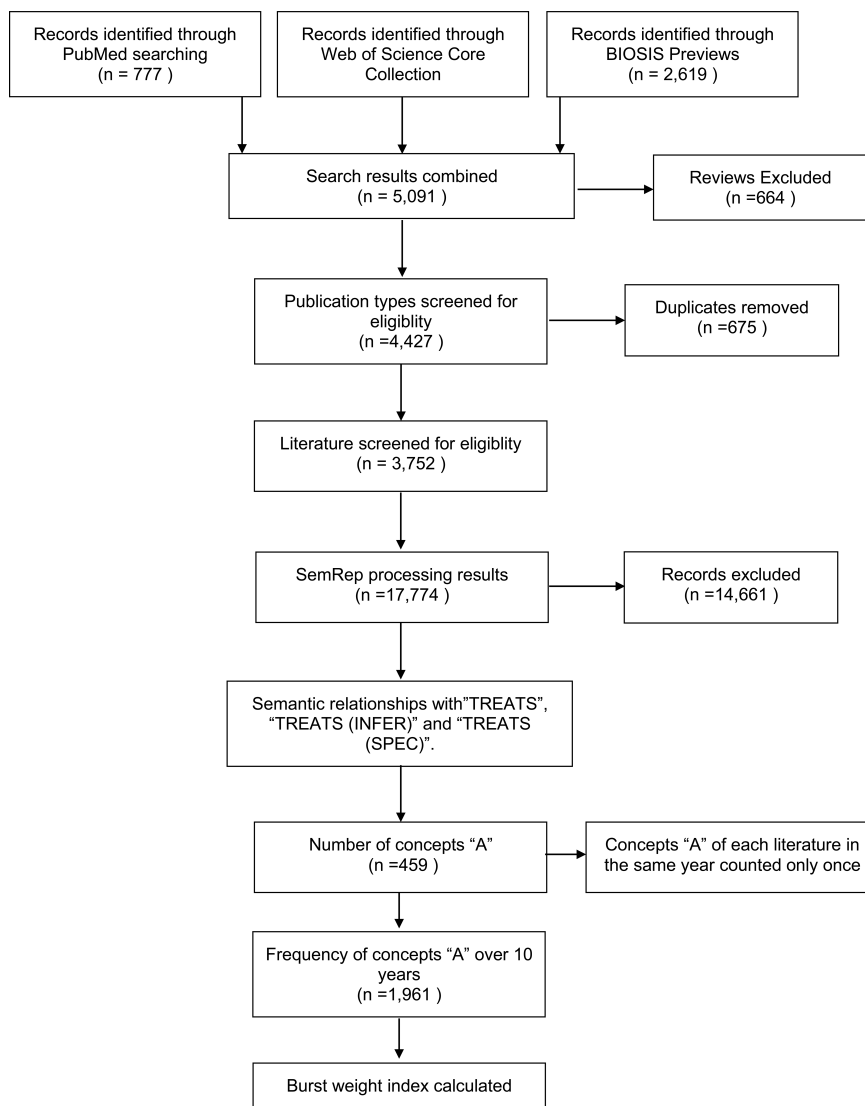 Records identified through
PubMed searching
(n = 777 )
Records identified through
Web of Science Core
Collection
Records identified through
BIOSIS Previews
(n = 2,619 )
Search results combined
(n = 5,091 )
Reviews Excluded
(n =664 )
Publication types screened for
eligiblity
(n =4,427 )
Duplicates removed
(n =675 )
Literature screened for eligiblity
(n = 3,752 )
SemRep processing results
(n =17,774 )
Records excluded
(n =14,661 )
Semantic relationships with”TREATS”,
“TREATS (INFER)” and “TREATS
(SPEC)”.
Number of concepts “A”
(n =459 )
Concepts “A” of each literature in
the same year counted only once
Frequency of concepts “A” over 10
years
(n =1,961 )
Burst weight index calculated